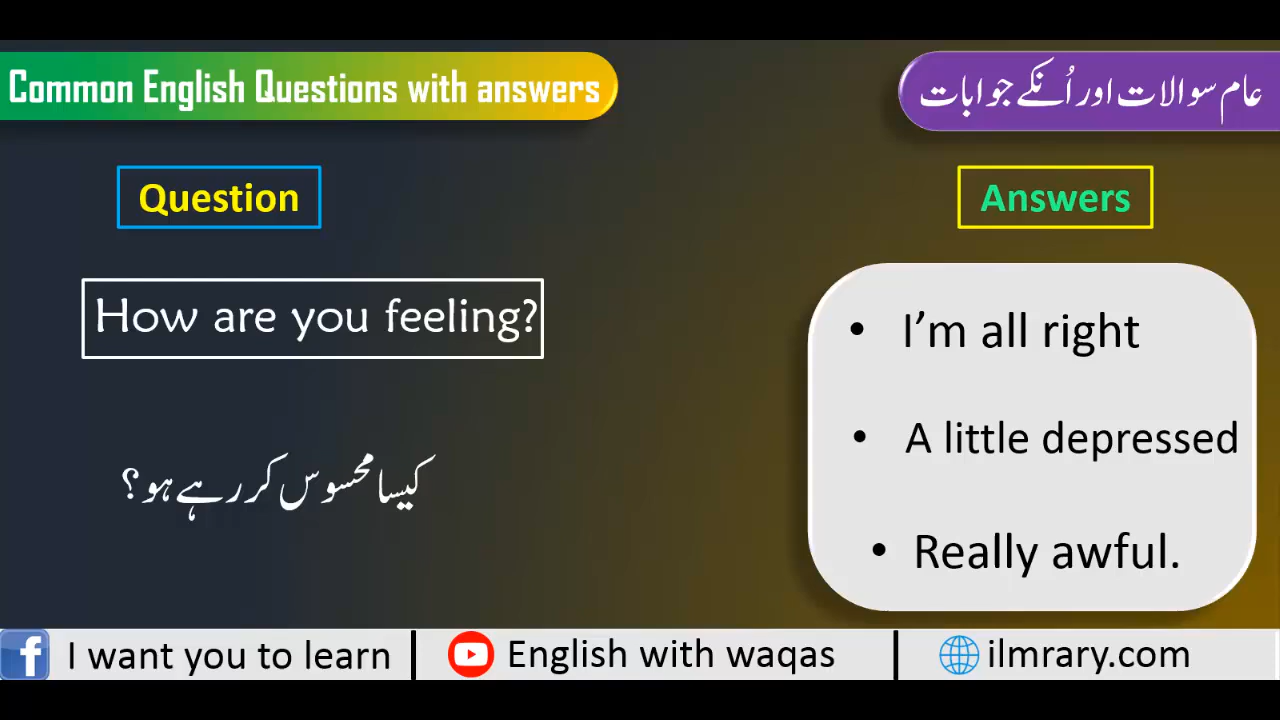 Common English Questions with answers
عام سوالات اور اُنکے جوابات
Question
Answers
How are you feeling?
کیسا محسوس کر رہے ہو؟
• I’m all right
• A little depressed
• Really awful.
f I want you to learn
English with waqas
ilmrary.com